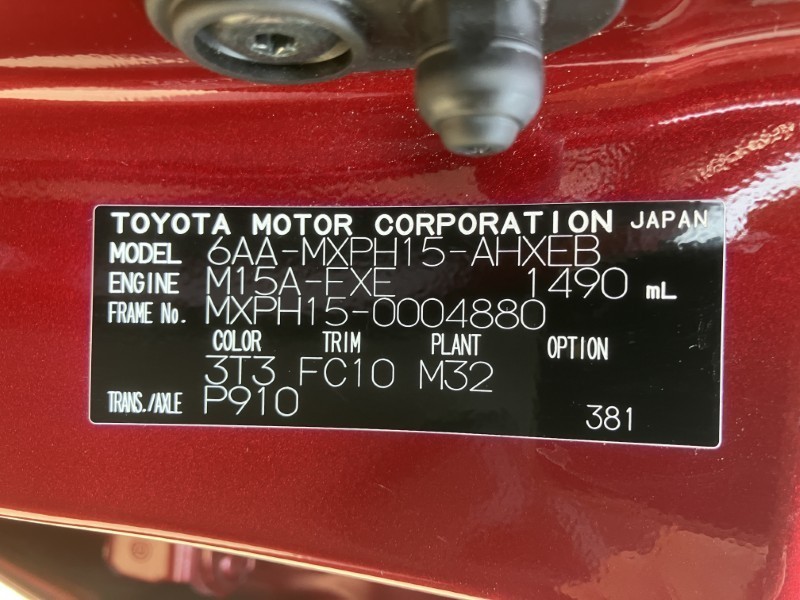 TOYOTA MOTOR CORPORATION JAPAN
MODEL 6AA-MXPH15-AHXEB
ENGINE M15A-FXE 1490 mL
FRAME No. MXPH15-0004880
COLOR TRIM PLANT OPTION
3T3 FC10 M32
TRANS./AXLE P910
381